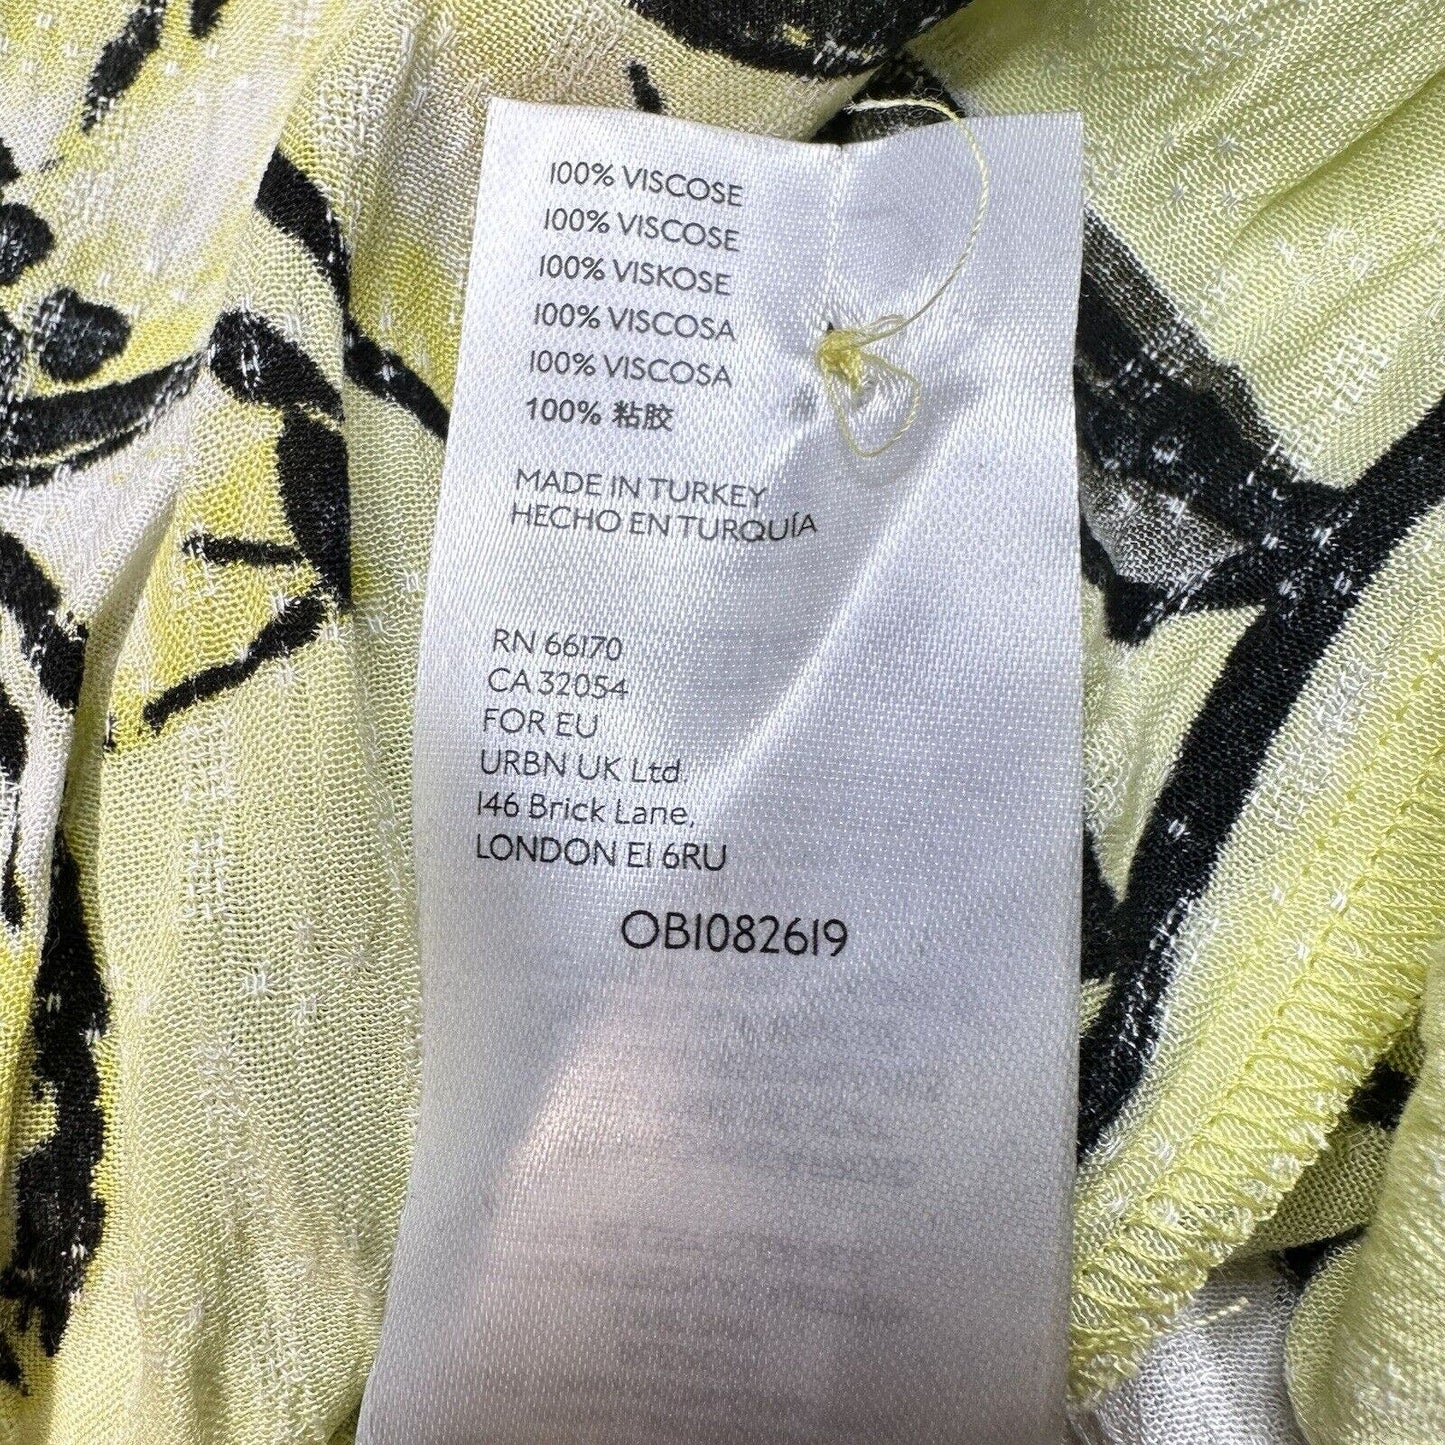 100% VISCOSE
100% VISCOSE
100% VISKOSE
100% VISCOSA
100% VISCOSA
100% 粘胶
MADE IN TURKEY
HECHO EN TURQUÍA
RN 66170
CA 32054
FOR EU
URBN UK Ltd.
146 Brick Lane,
LONDON E1 6RU
OB1082619